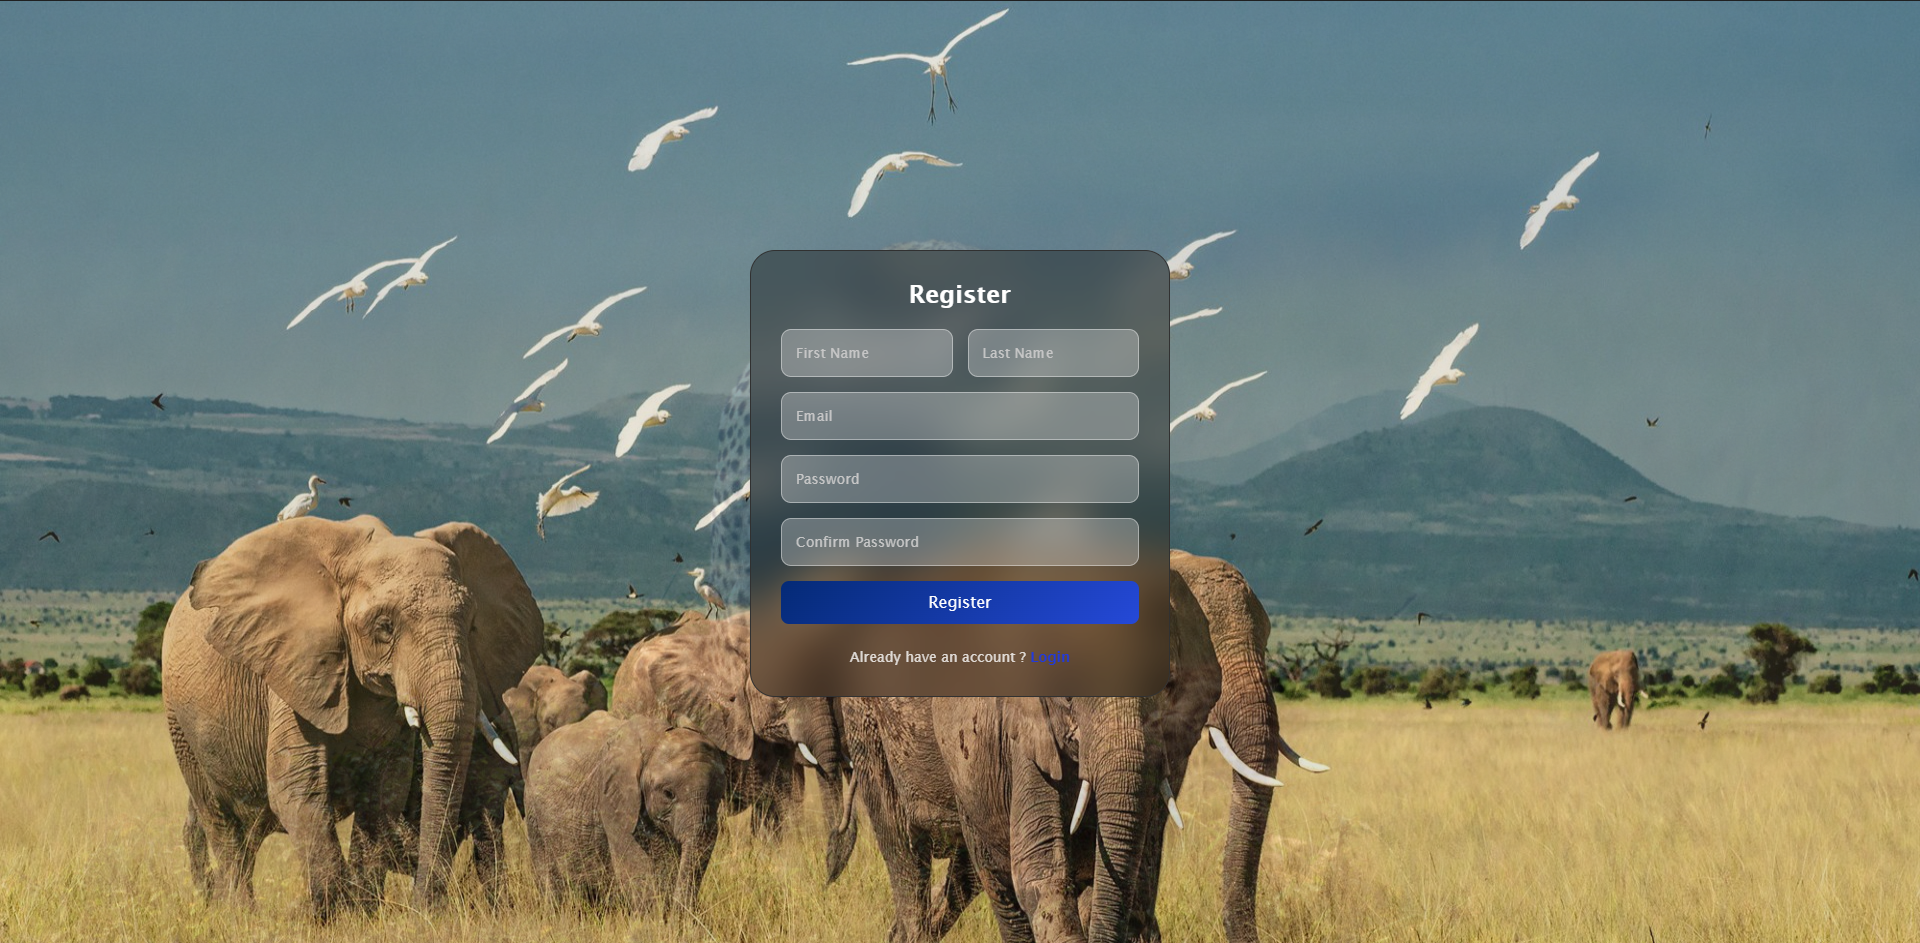 Register
First Name Last Name
Email
Password
Confirm Password
Register
Already have an account ? Login